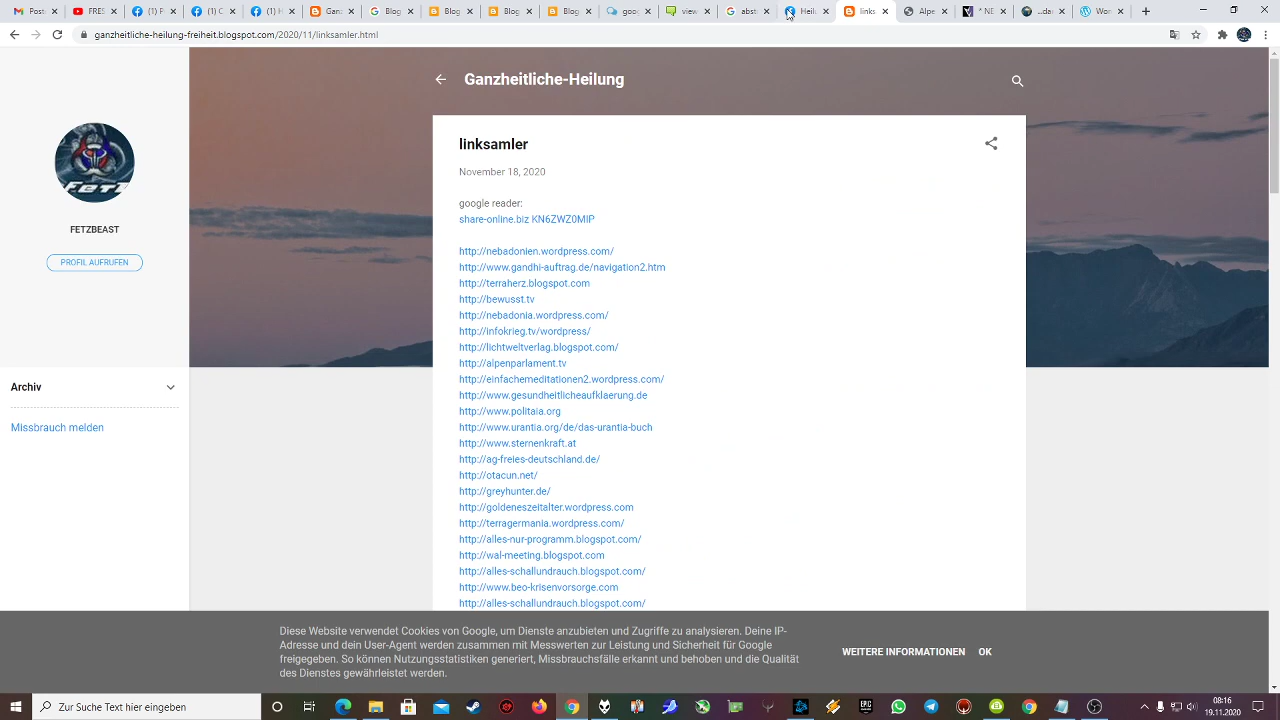 ganzheitliche-heilung-freiheit.blogspot.com/2020/11/linksamler.html
Ganzheitliche-Heilung
FETZBEAST
PROFIL AUFRUFEN
Archiv
Missbrauch melden
linksamler
November 18, 2020
google reader:
share-online.biz KN6ZWZ0MIP
http://nebadonien.wordpress.com/
http://www.gandhi-auftrag.de/navigation2.htm
http://terraherz.blogspot.com
http://bewusst.tv
http://nebadonia.wordpress.com/
http://infokrieg.tv/wordpress/
http://lichtweltverlag.blogspot.com/
http://alpenparlament.tv
http://einfachemeditationen2.wordpress.com/
http://www.gesundheitlicheaufklaerung.de
http://www.politaia.org
http://www.urantia.org/de/das-urantia-buch
http://www.sternenkraft.at
http://ag-freies-deutschland.de/
http://otacun.net/
http://greyhunter.de/
http://goldeneszeitalter.wordpress.com
http://terragermania.wordpress.com/
http://alles-nur-programm.blogspot.com/
http://wal-meeting.blogspot.com
http://alles-schallundrauch.blogspot.com/
http://www.beo-krisenvorsorge.com
http://alles-schallundrauch.blogspot.com/
Diese Website verwendet Cookies von Google, um Dienste anzubieten und Zugriffe zu analysieren. Deine IP-
Adresse und dein User-Agent werden zusammen mit Messwerten zur Leistung und Sicherheit für Google
freigegeben. So können Nutzungsstatistiken generiert, Missbrauchsfälle erkannt und behoben und die Qualität
des Dienstes gewährleistet werden.
WEITERE INFORMATIONEN OK
Zur Suche Text hier eingeben
08:16
19.11.2020